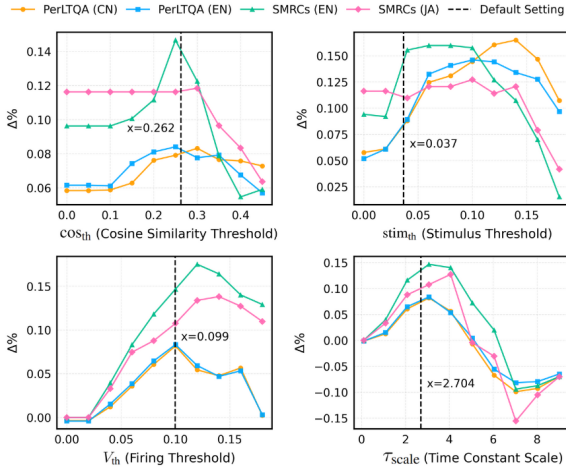 PerLTQA (CN) PerLTQA (EN) SMRCs (EN) SMRCs (JA) Default Setting
Δ%
0.14
0.12
0.10
0.08
0.06
x=0.262
0.0 0.1 0.2 0.3 0.4
costh (Cosine Similarity Threshold)
Δ%
0.150
0.125
0.100
0.075
0.050
0.025
x=0.037
0.00 0.05 0.10 0.15
stimth (Stimulus Threshold)
Δ%
0.15
0.10
0.05
0.00
x=0.099
0.00 0.05 0.10 0.15
Vth (Firing Threshold)
Δ%
0.15
0.10
0.05
0.00
−0.05
−0.10
−0.15
x=2.704
0 2 4 6 8
τscale (Time Constant Scale)